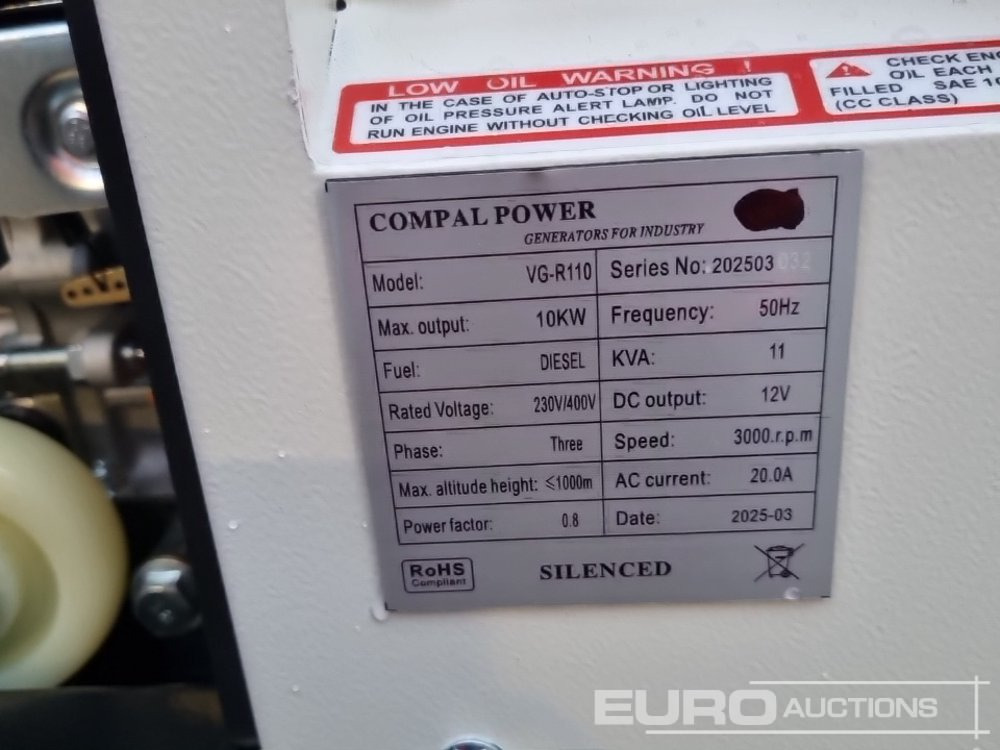 LOW OIL WARNING !
IN THE CASE OF AUTO-STOP OR LIGHTING
OF OIL PRESSURE ALERT LAMP. DO NOT
RUN ENGINE WITHOUT CHECKING OIL LEVEL
CHECK ENG
OIL EACH
FILLED SAE
(CC CLASS)
COMPAL POWER
GENERATORS FOR INDUSTRY
Model: VG-R110 Series No: 202503032
Max. output: 10KW Frequency: 50Hz
Fuel: DIESEL KVA: 11
Rated Voltage: 230V/400V DC output: 12V
Phase: Three Speed: 3000.r.p.m
Max. altitude height: ≤1000m AC current: 20.0A
Power factor: 0.8 Date: 2025-03
RoHS
Compliant
SILENCED
EURO AUCTIONS